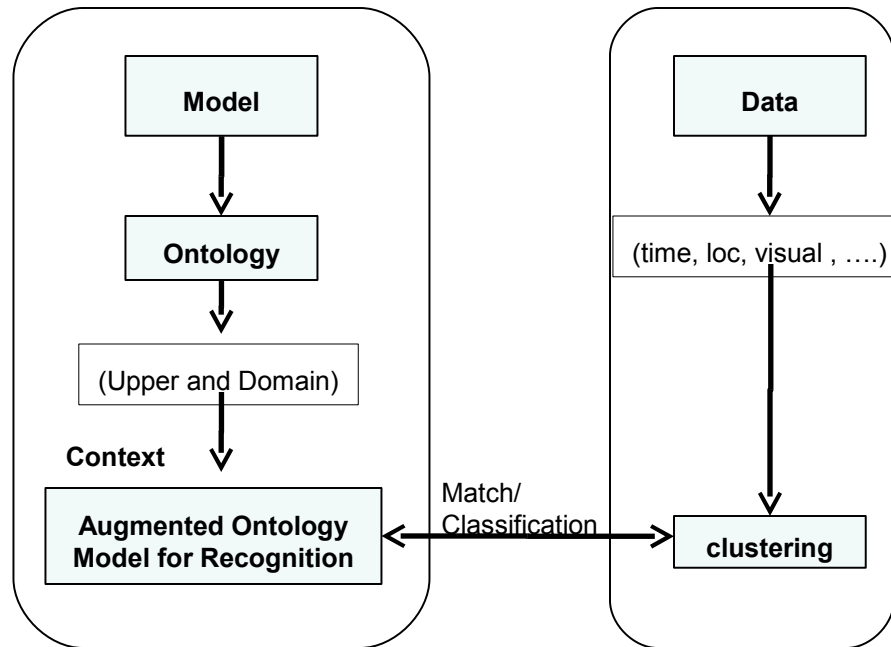 Model
Ontology
(Upper and Domain)
Context
Augmented Ontology
Model for Recognition
Match/
Classification
Data
(time, loc, visual , ....)
clustering